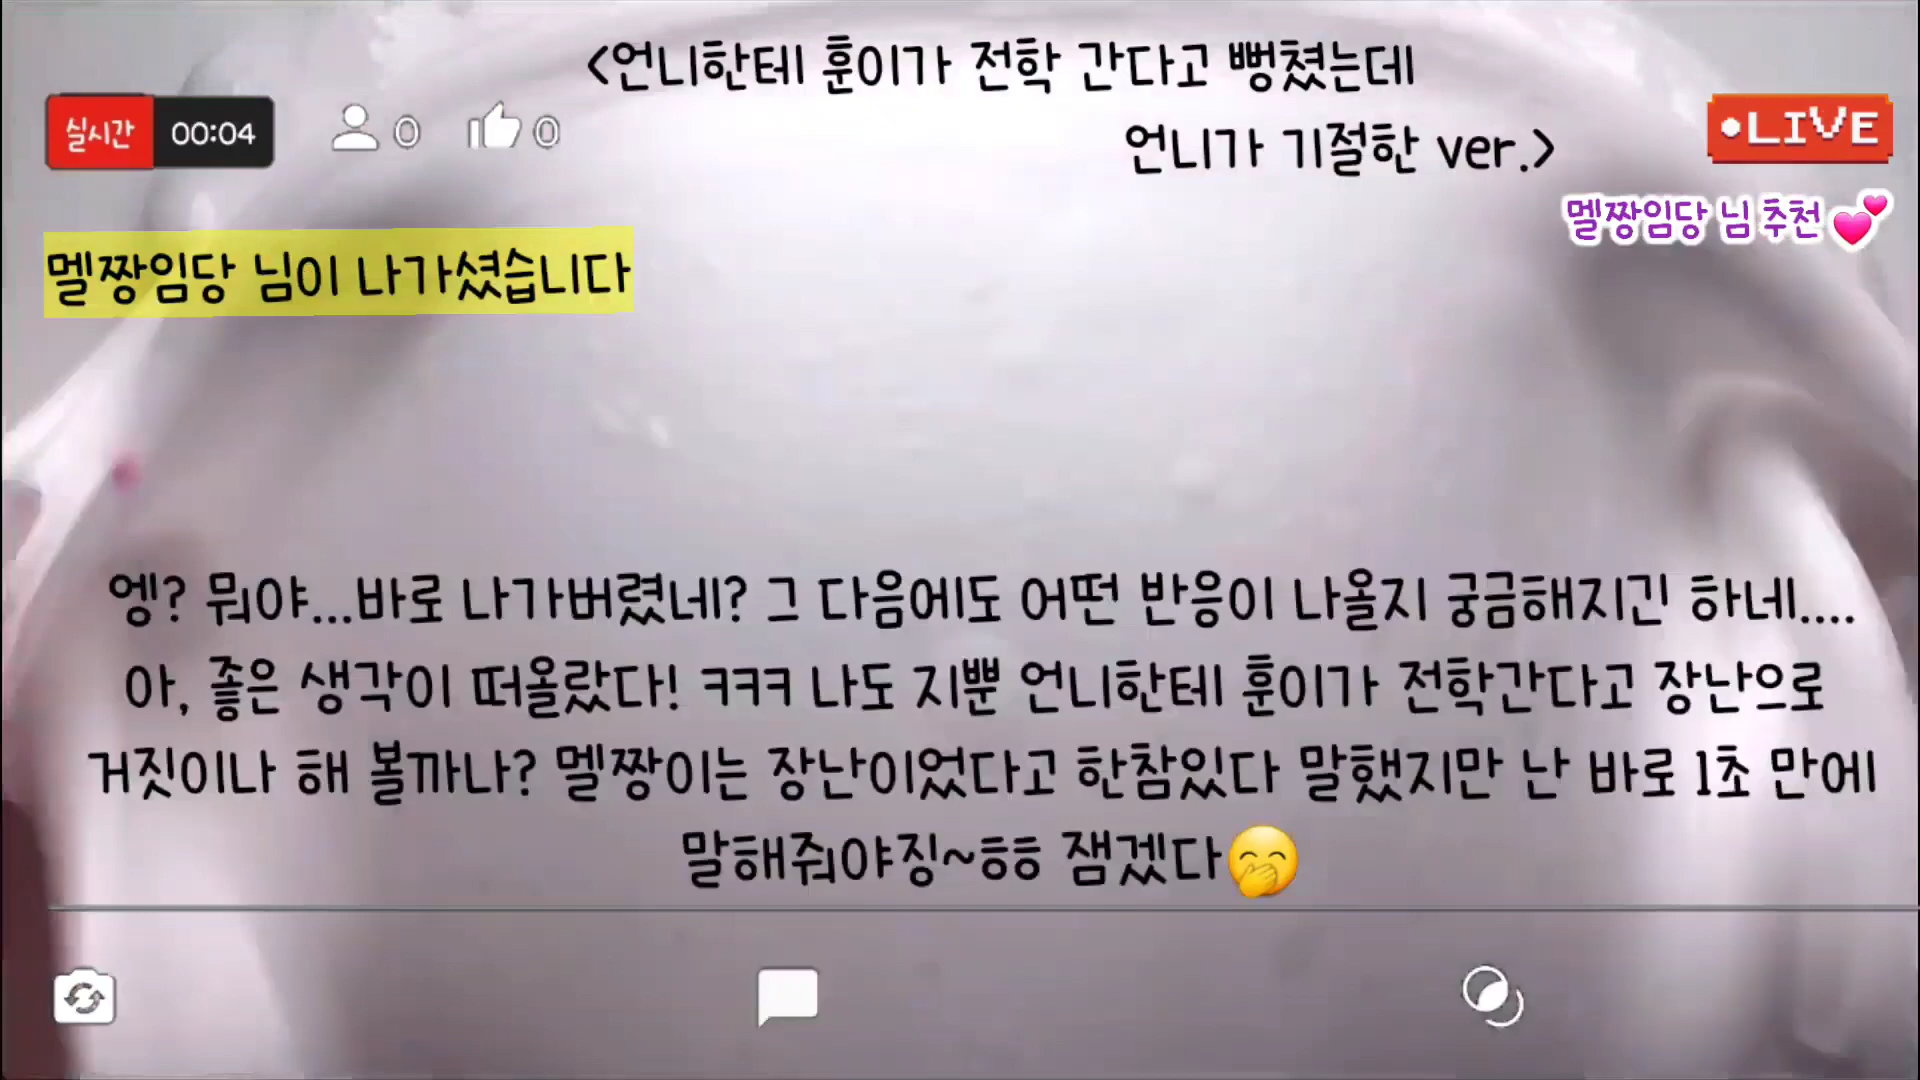 <언니한테 훈이가 전학 간다고 뻥쳤는데
언니가 기절한 ver.>
실시간 00:04 0 0
•LIVE
멜짱임당 님 추천 💕
멜짱임당 님이 나가셨습니다
엥? 뭐야...바로 나가버렸네? 그 다음에도 어떤 반응이 나올지 궁금해지긴 하네....
아, 좋은 생각이 떠올랐다! ㅋㅋㅋ 나도 지뿐 언니한테 훈이가 전학간다고 장난으로
거짓이나 해 볼까나? 멜짱이는 장난이었다고 한참있다 말했지만 난 바로 1초 만에
말해줘야징~ㅎㅎ 잼겠다🤭